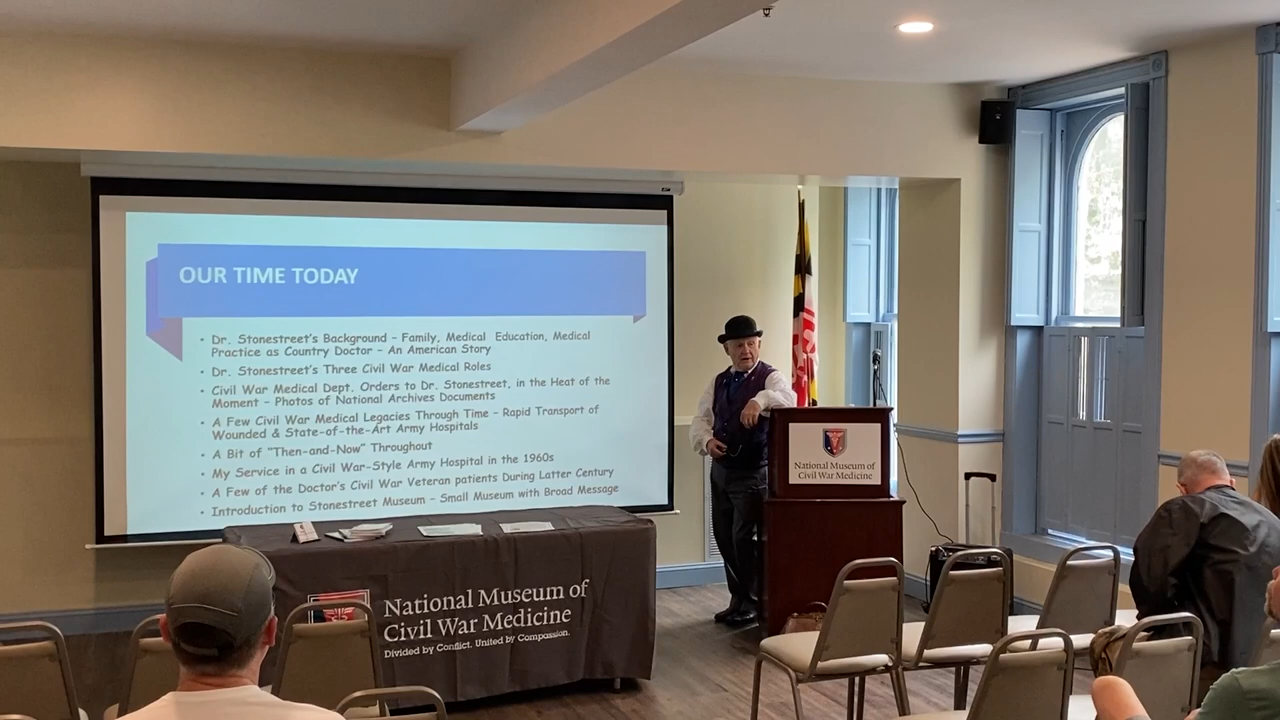 OUR TIME TODAY
• Dr. Stonestreet's Background – Family, Medical Education, Medical
Practice as Country Doctor – An American Story
• Dr. Stonestreet's Three Civil War Medical Roles
• Civil War Medical Dept. Orders to Dr. Stonestreet, in the Heat of the
Moment – Photos of National Archives Documents
• A Few Civil War Medical Legacies Through Time – Rapid Transport of
Wounded & State-of-the-Art Army Hospitals
• A Bit of "Then-and-Now" Throughout
• My Service in a Civil War-Style Army Hospital in the 1960s
• A Few of the Doctor's Civil War Veteran patients During Latter Century
• Introduction to Stonestreet Museum – Small Museum with Broad Message
National Museum of
Civil War Medicine
National Museum of
Civil War Medicine
Divided by Conflict. United by Compassion.